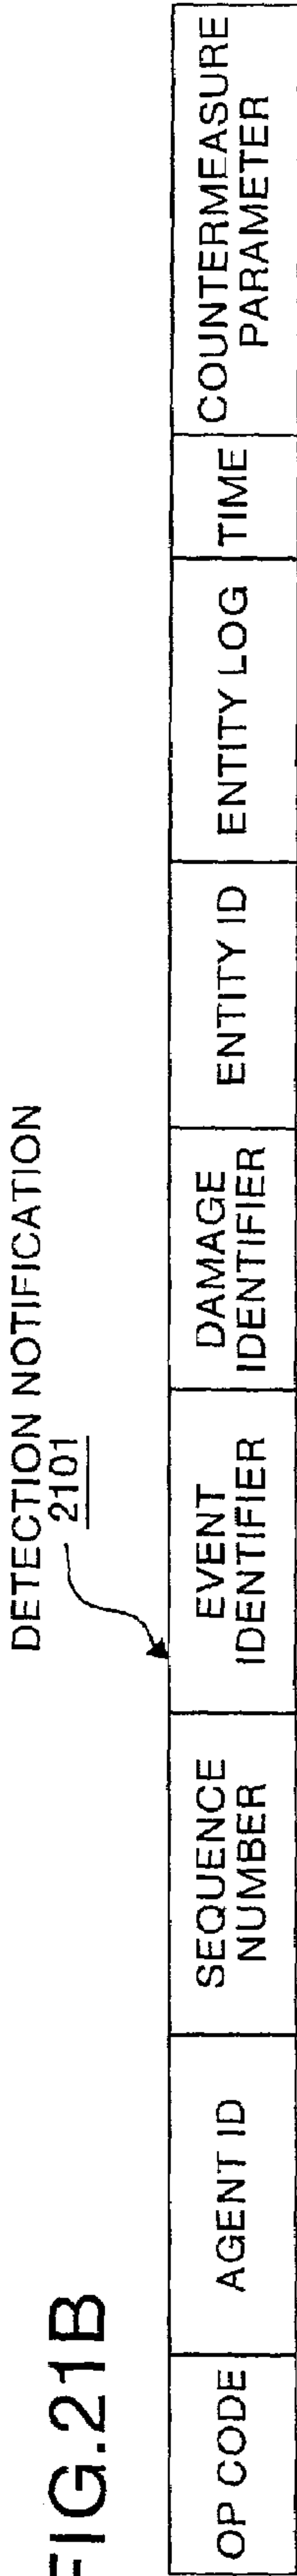 FIG.21B
DETECTION NOTIFICATION
2101
OP CODE
AGENT ID
SEQUENCE
NUMBER
EVENT
IDENTIFIER
DAMAGE
IDENTIFIER
ENTITY ID
ENTITY LOG
TIME
COUNTERMEASURE
PARAMETER